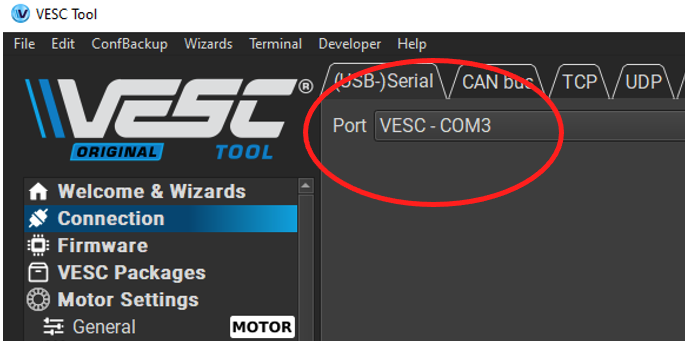 VESC Tool
File Edit ConfBackup Wizards Terminal Developer Help
VESC®
ORIGINAL TOOL
(USB-)Serial CAN bus TCP UDP
Port VESC - COM3
Welcome & Wizards
Connection
Firmware
VESC Packages
Motor Settings
General MOTOR